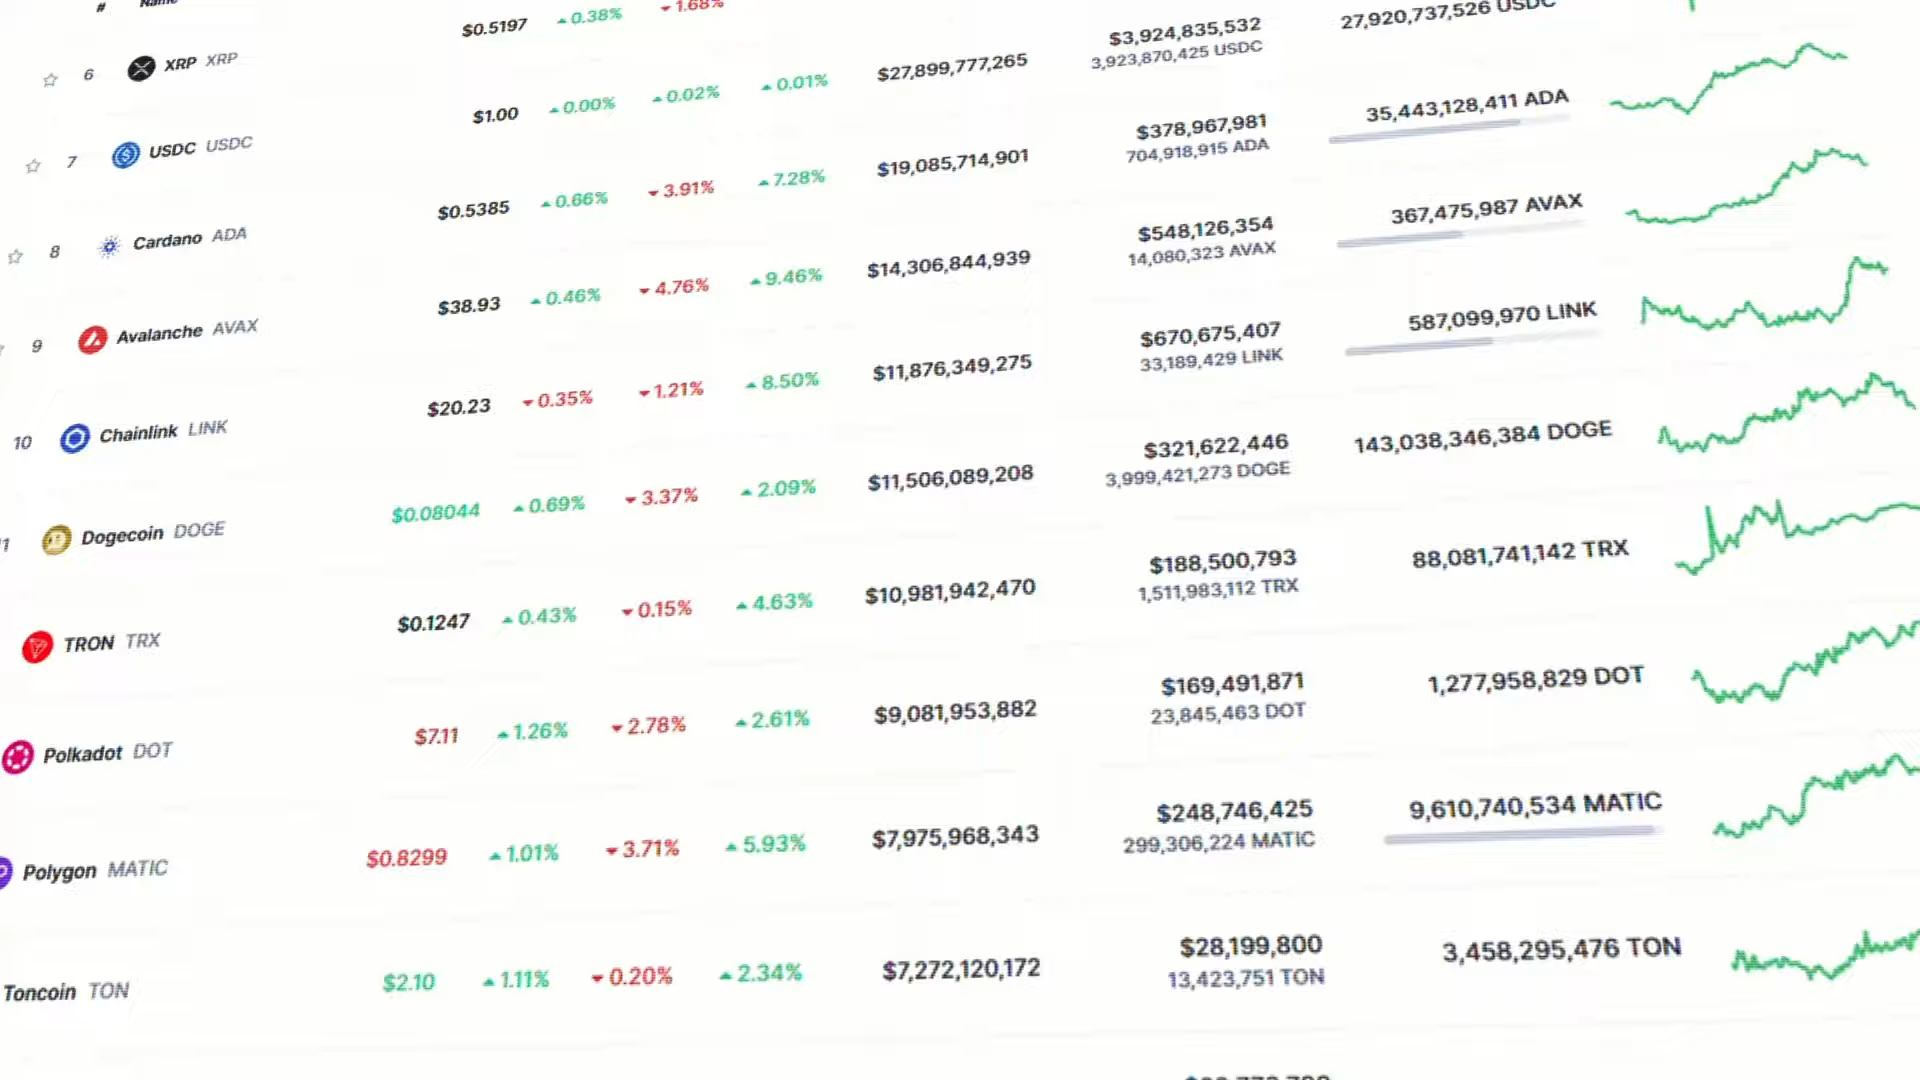 # Name
6 XRP XRP $0.5197 0.38% 1.68%
7 USDC USDC $1.00 0.00% 0.02% 0.01% $27,899,777,265 $3,924,835,532 27,920,737,526 USDC
3,923,870,425 USDC
8 Cardano ADA $0.5385 0.66% 3.91% 7.28% $19,085,714,901 $378,967,981 35,443,128,411 ADA
704,918,915 ADA
9 Avalanche AVAX $38.93 0.46% 4.76% 9.46% $14,306,844,939 $548,126,354 367,475,987 AVAX
14,080,323 AVAX
10 Chainlink LINK $20.23 0.35% 1.21% 8.50% $11,876,349,275 $670,675,407 587,099,970 LINK
33,189,429 LINK
Dogecoin DOGE $0.08044 0.69% 3.37% 2.09% $11,506,089,208 $321,622,446 143,038,346,384 DOGE
3,999,421,273 DOGE
TRON TRX $0.1247 0.43% 0.15% 4.63% $10,981,942,470 $188,500,793 88,081,741,142 TRX
1,511,983,112 TRX
Polkadot DOT $7.11 1.26% 2.78% 2.61% $9,081,953,882 $169,491,871 1,277,958,829 DOT
23,845,463 DOT
Polygon MATIC $0.8299 1.01% 3.71% 5.93% $7,975,968,343 $248,746,425 9,610,740,534 MATIC
299,306,224 MATIC
Toncoin TON $2.10 1.11% 0.20% 2.34% $7,272,120,172 $28,199,800 3,458,295,476 TON
13,423,751 TON